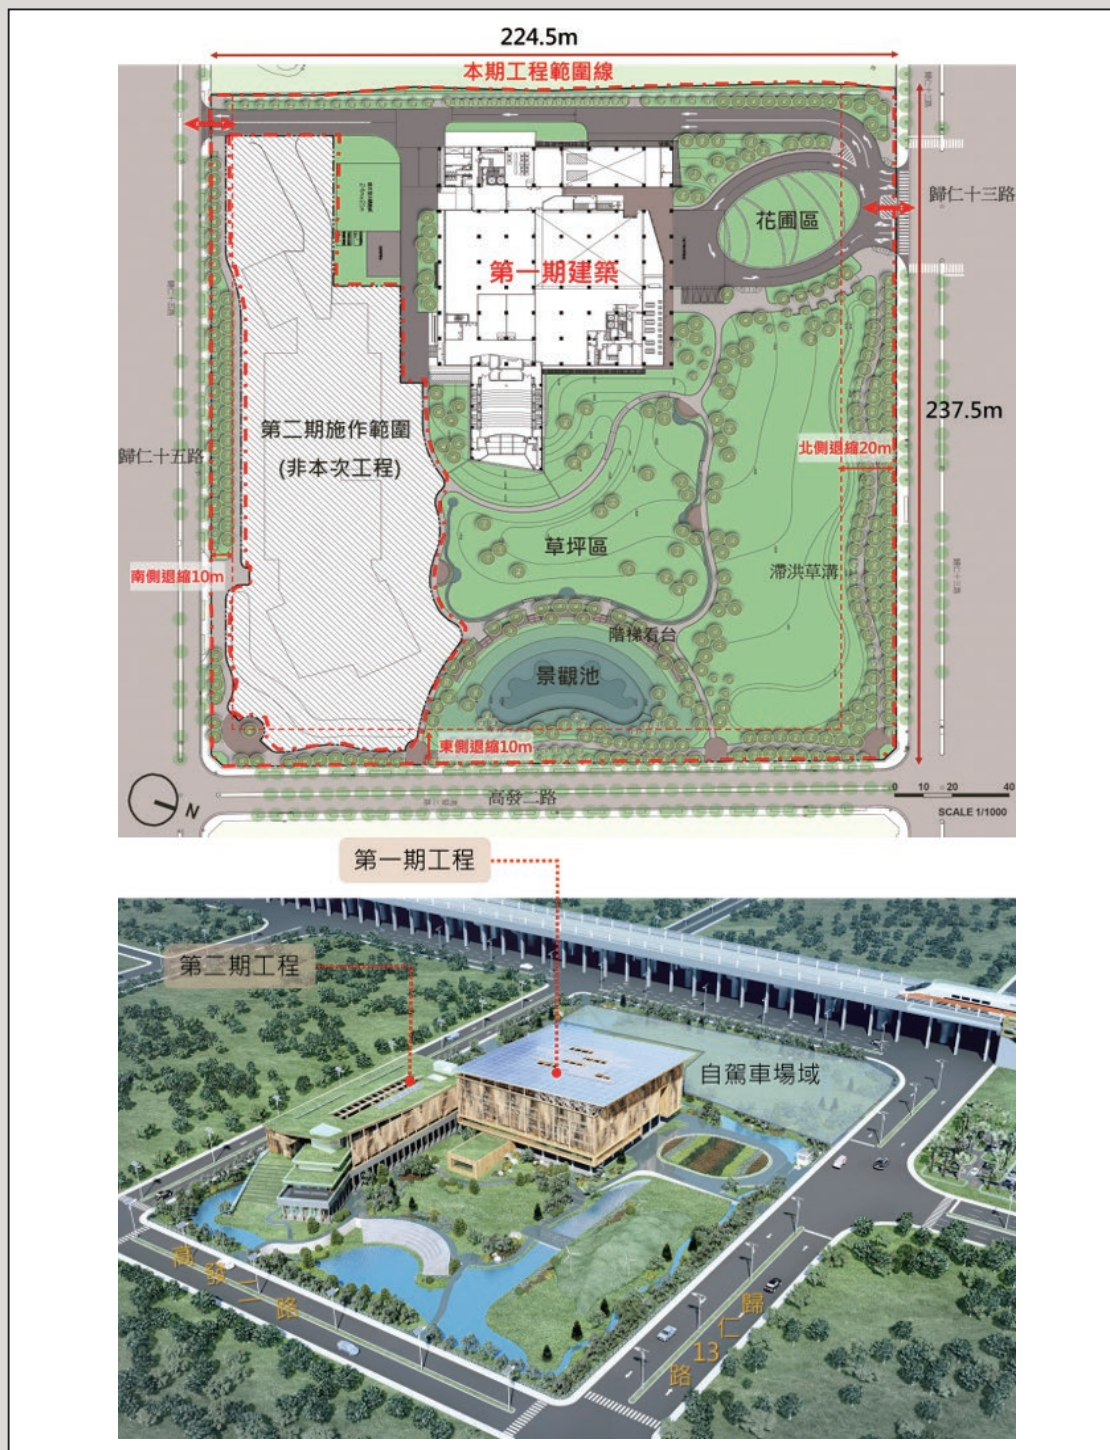 224.5m
本期工程範圍線
歸仁十三路
花圃區
第一期建築
237.5m
第二期施作範圍
(非本次工程)
歸仁十五路
北側退縮20m
草坪區
滯洪草溝
南側退縮10m
階梯看台
景觀池
東側退縮10m
高發二路
N
0 10 20 40
SCALE 1/1000
第一期工程
第二期工程
自駕車場域
高發二路
歸仁13路